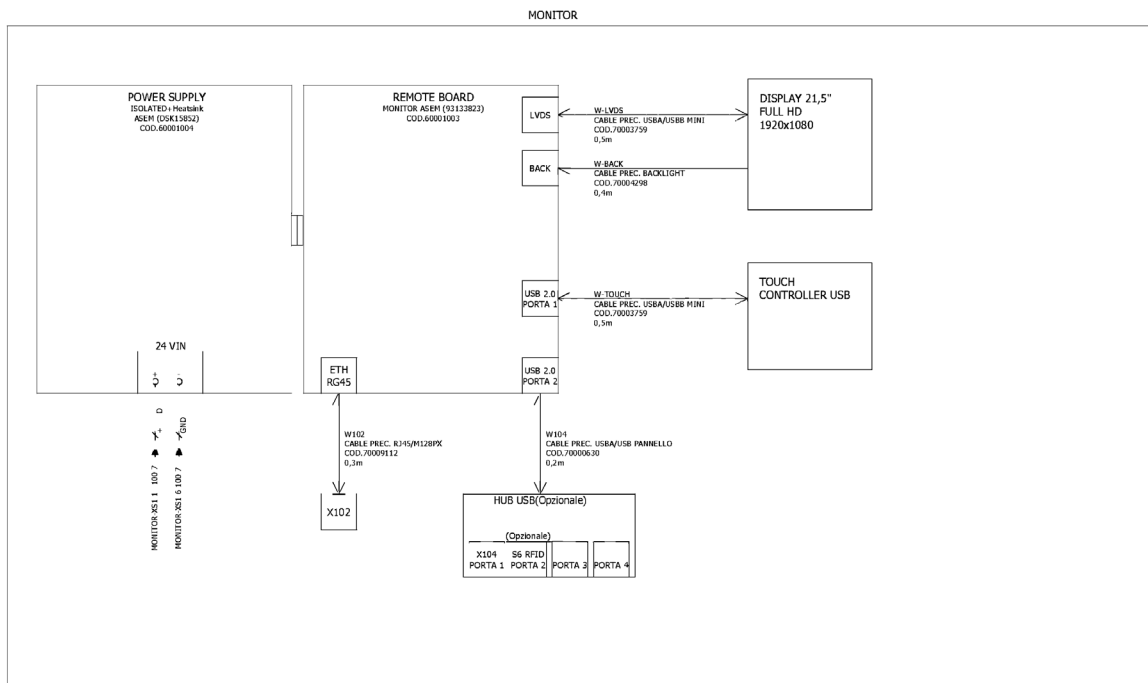 MONITOR
POWER SUPPLY
ISOLATED+Heatsink
ASEM (DSK15852)
COD.60001004
24 VIN
+
-
D
+
GND
MONITOR-XS1 1 100 7
MONITOR-XS1 6 100 7
REMOTE BOARD
MONITOR ASEM (93133823)
COD.60001003
LVDS
BACK
USB 2.0
PORTA 1
USB 2.0
PORTA 2
ETH
RG45
W-LVDS
CABLE PREC. USBA/USBB MINI
COD.70003759
0,5m
W-BACK
CABLE PREC. BACKLIGHT
COD.70004298
0,4m
DISPLAY 21,5"
FULL HD
1920x1080
W-TOUCH
CABLE PREC. USBA/USBB MINI
COD.70003759
0,5m
TOUCH
CONTROLLER USB
W102
CABLE PREC. RJ45/M128PX
COD.70009112
0,3m
X102
W104
CABLE PREC. USBA/USB PANNELLO
COD.70000630
0,2m
HUB USB(Opzionale)
(Opzionale)
X104
PORTA 1
S6 RFID
PORTA 2
PORTA 3
PORTA 4